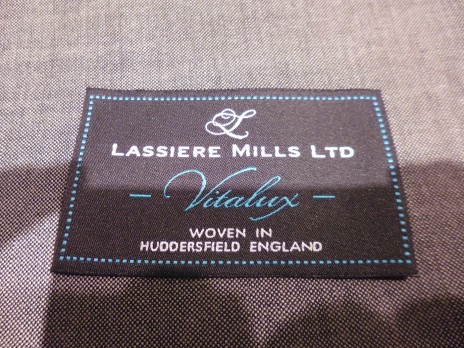 L
LASSIERE MILLS LTD
- Vitalux -
WOVEN IN
HUDDERSFIELD ENGLAND